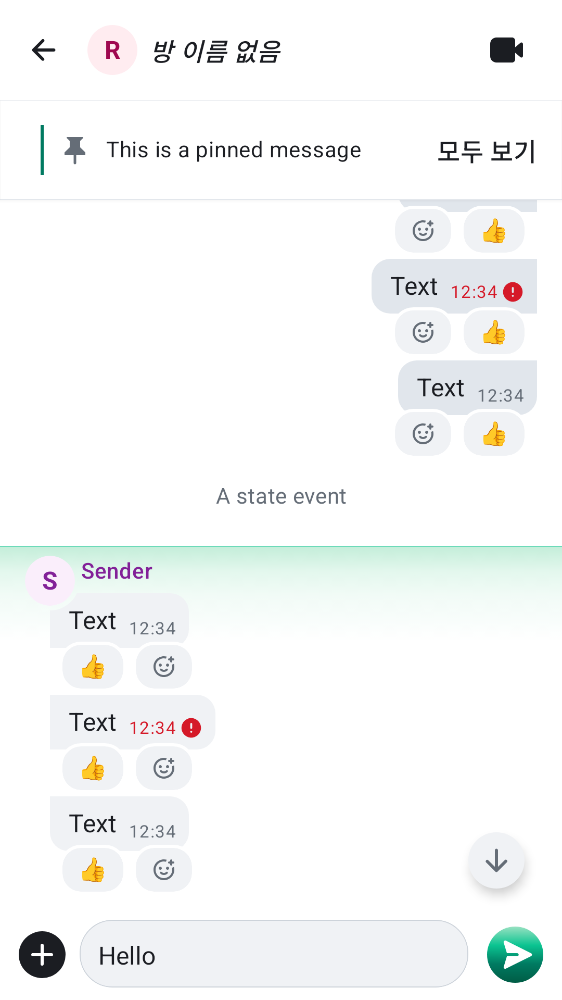 R 방 이름 없음
This is a pinned message 모두 보기
👍
Text 12:34
👍
Text 12:34
👍
A state event
S Sender
Text 12:34
👍
Text 12:34
👍
Text 12:34
👍
Hello